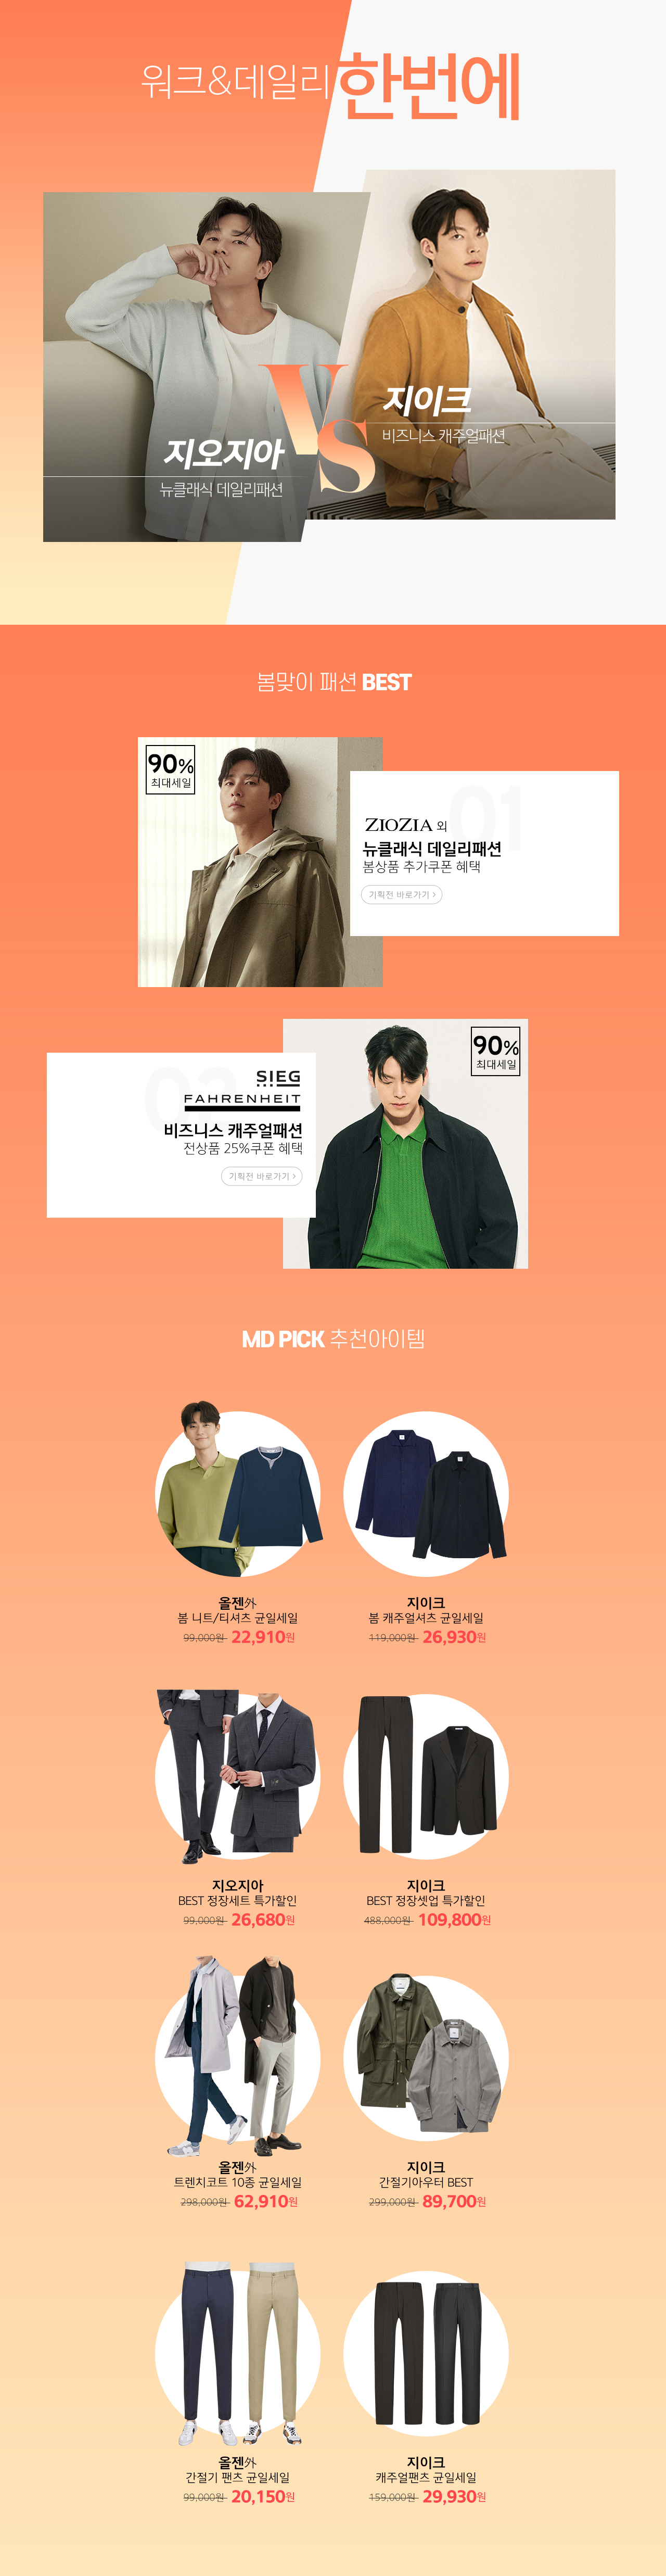 워크&데일리 한번에
지오지아
뉴클래식 데일리패션
VS
지이크
비즈니스 캐주얼패션
봄맞이 패션 BEST
90%
최대세일
01
ZIOZIA 외
뉴클래식 데일리패션
봄상품 추가쿠폰 혜택
기획전 바로가기 >
02
SIEG
FAHRENHEIT
비즈니스 캐주얼패션
전상품 25%쿠폰 혜택
기획전 바로가기 >
90%
최대세일
MD PICK 추천아이템
올젠外
봄 니트/티셔츠 균일세일
99,000원 22,910원
지이크
봄 캐주얼셔츠 균일세일
119,000원 26,930원
지오지아
BEST 정장세트 특가할인
99,000원 26,680원
지이크
BEST 정장셋업 특가할인
488,000원 109,800원
올젠外
트렌치코트 10종 균일세일
298,000원 62,910원
지이크
간절기아우터 BEST
299,000원 89,700원
올젠外
간절기 팬츠 균일세일
99,000원 20,150원
지이크
캐주얼팬츠 균일세일
159,000원 29,930원